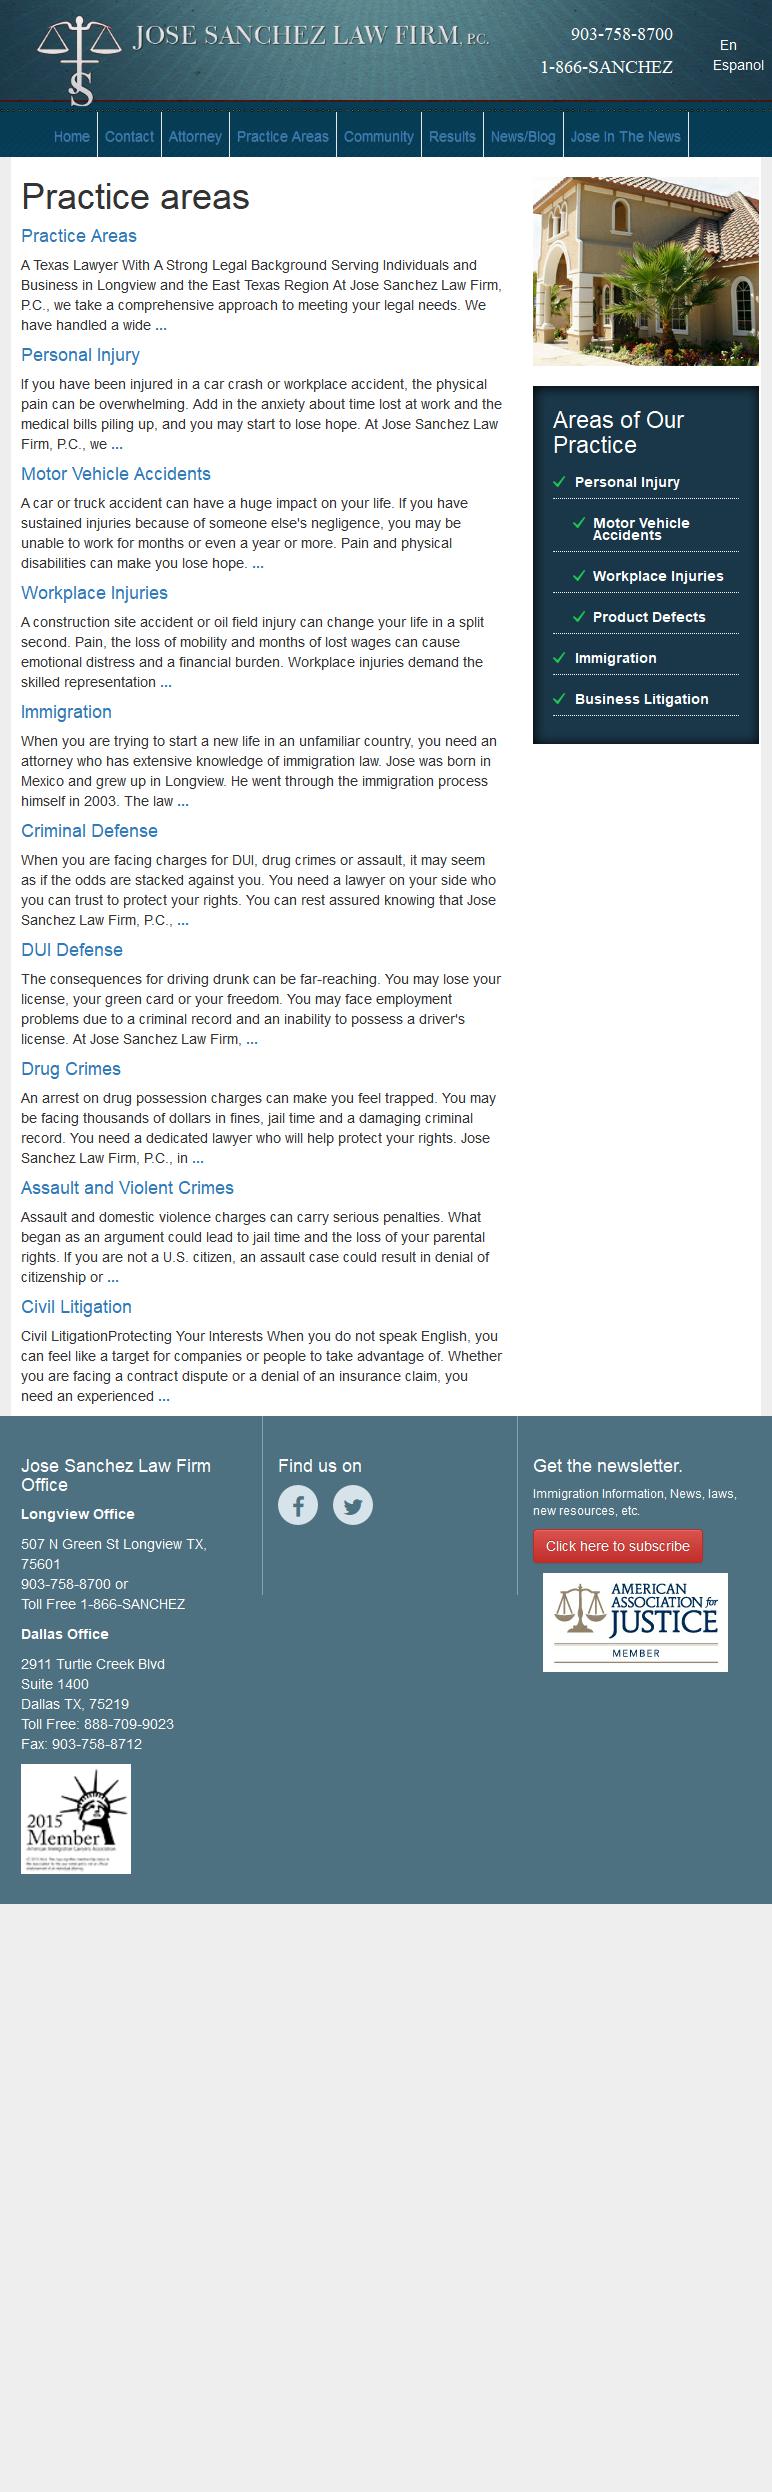 JOSE SANCHEZ LAW FIRM, P.C.
JS
903-758-8700
1-866-SANCHEZ
En
Espanol
Home
Contact
Attorney
Practice Areas
Community
Results
News/Blog
Jose In The News
Practice areas
Practice Areas
A Texas Lawyer With A Strong Legal Background Serving Individuals and
Business in Longview and the East Texas Region At Jose Sanchez Law Firm,
P.C., we take a comprehensive approach to meeting your legal needs. We
have handled a wide ...
Personal Injury
If you have been injured in a car crash or workplace accident, the physical
pain can be overwhelming. Add in the anxiety about time lost at work and the
medical bills piling up, and you may start to lose hope. At Jose Sanchez Law
Firm, P.C., we ...
Motor Vehicle Accidents
A car or truck accident can have a huge impact on your life. If you have
sustained injuries because of someone else's negligence, you may be
unable to work for months or even a year or more. Pain and physical
disabilities can make you lose hope. ...
Workplace Injuries
A construction site accident or oil field injury can change your life in a split
second. Pain, the loss of mobility and months of lost wages can cause
emotional distress and a financial burden. Workplace injuries demand the
skilled representation ...
Immigration
When you are trying to start a new life in an unfamiliar country, you need an
attorney who has extensive knowledge of immigration law. Jose was born in
Mexico and grew up in Longview. He went through the immigration process
himself in 2003. The law ...
Criminal Defense
When you are facing charges for DUI, drug crimes or assault, it may seem
as if the odds are stacked against you. You need a lawyer on your side who
you can trust to protect your rights. You can rest assured knowing that Jose
Sanchez Law Firm, P.C., ...
DUI Defense
The consequences for driving drunk can be far-reaching. You may lose your
license, your green card or your freedom. You may face employment
problems due to a criminal record and an inability to possess a driver's
license. At Jose Sanchez Law Firm, ...
Drug Crimes
An arrest on drug possession charges can make you feel trapped. You may
be facing thousands of dollars in fines, jail time and a damaging criminal
record. You need a dedicated lawyer who will help protect your rights. Jose
Sanchez Law Firm, P.C., in ...
Assault and Violent Crimes
Assault and domestic violence charges can carry serious penalties. What
began as an argument could lead to jail time and the loss of your parental
rights. If you are not a U.S. citizen, an assault case could result in denial of
citizenship or ...
Civil Litigation
Civil LitigationProtecting Your Interests When you do not speak English, you
can feel like a target for companies or people to take advantage of. Whether
you are facing a contract dispute or a denial of an insurance claim, you
need an experienced ...
Areas of Our
Practice
Personal Injury
Motor Vehicle
Accidents
Workplace Injuries
Product Defects
Immigration
Business Litigation
Jose Sanchez Law Firm
Office
Longview Office
507 N Green St Longview TX,
75601
903-758-8700 or
Toll Free 1-866-SANCHEZ
Dallas Office
2911 Turtle Creek Blvd
Suite 1400
Dallas TX, 75219
Toll Free: 888-709-9023
Fax: 903-758-8712
2015
Member
American Immigration Lawyers Association
Find us on
Get the newsletter.
Immigration Information, News, laws,
new resources, etc.
Click here to subscribe
AMERICAN
ASSOCIATION for
JUSTICE
MEMBER